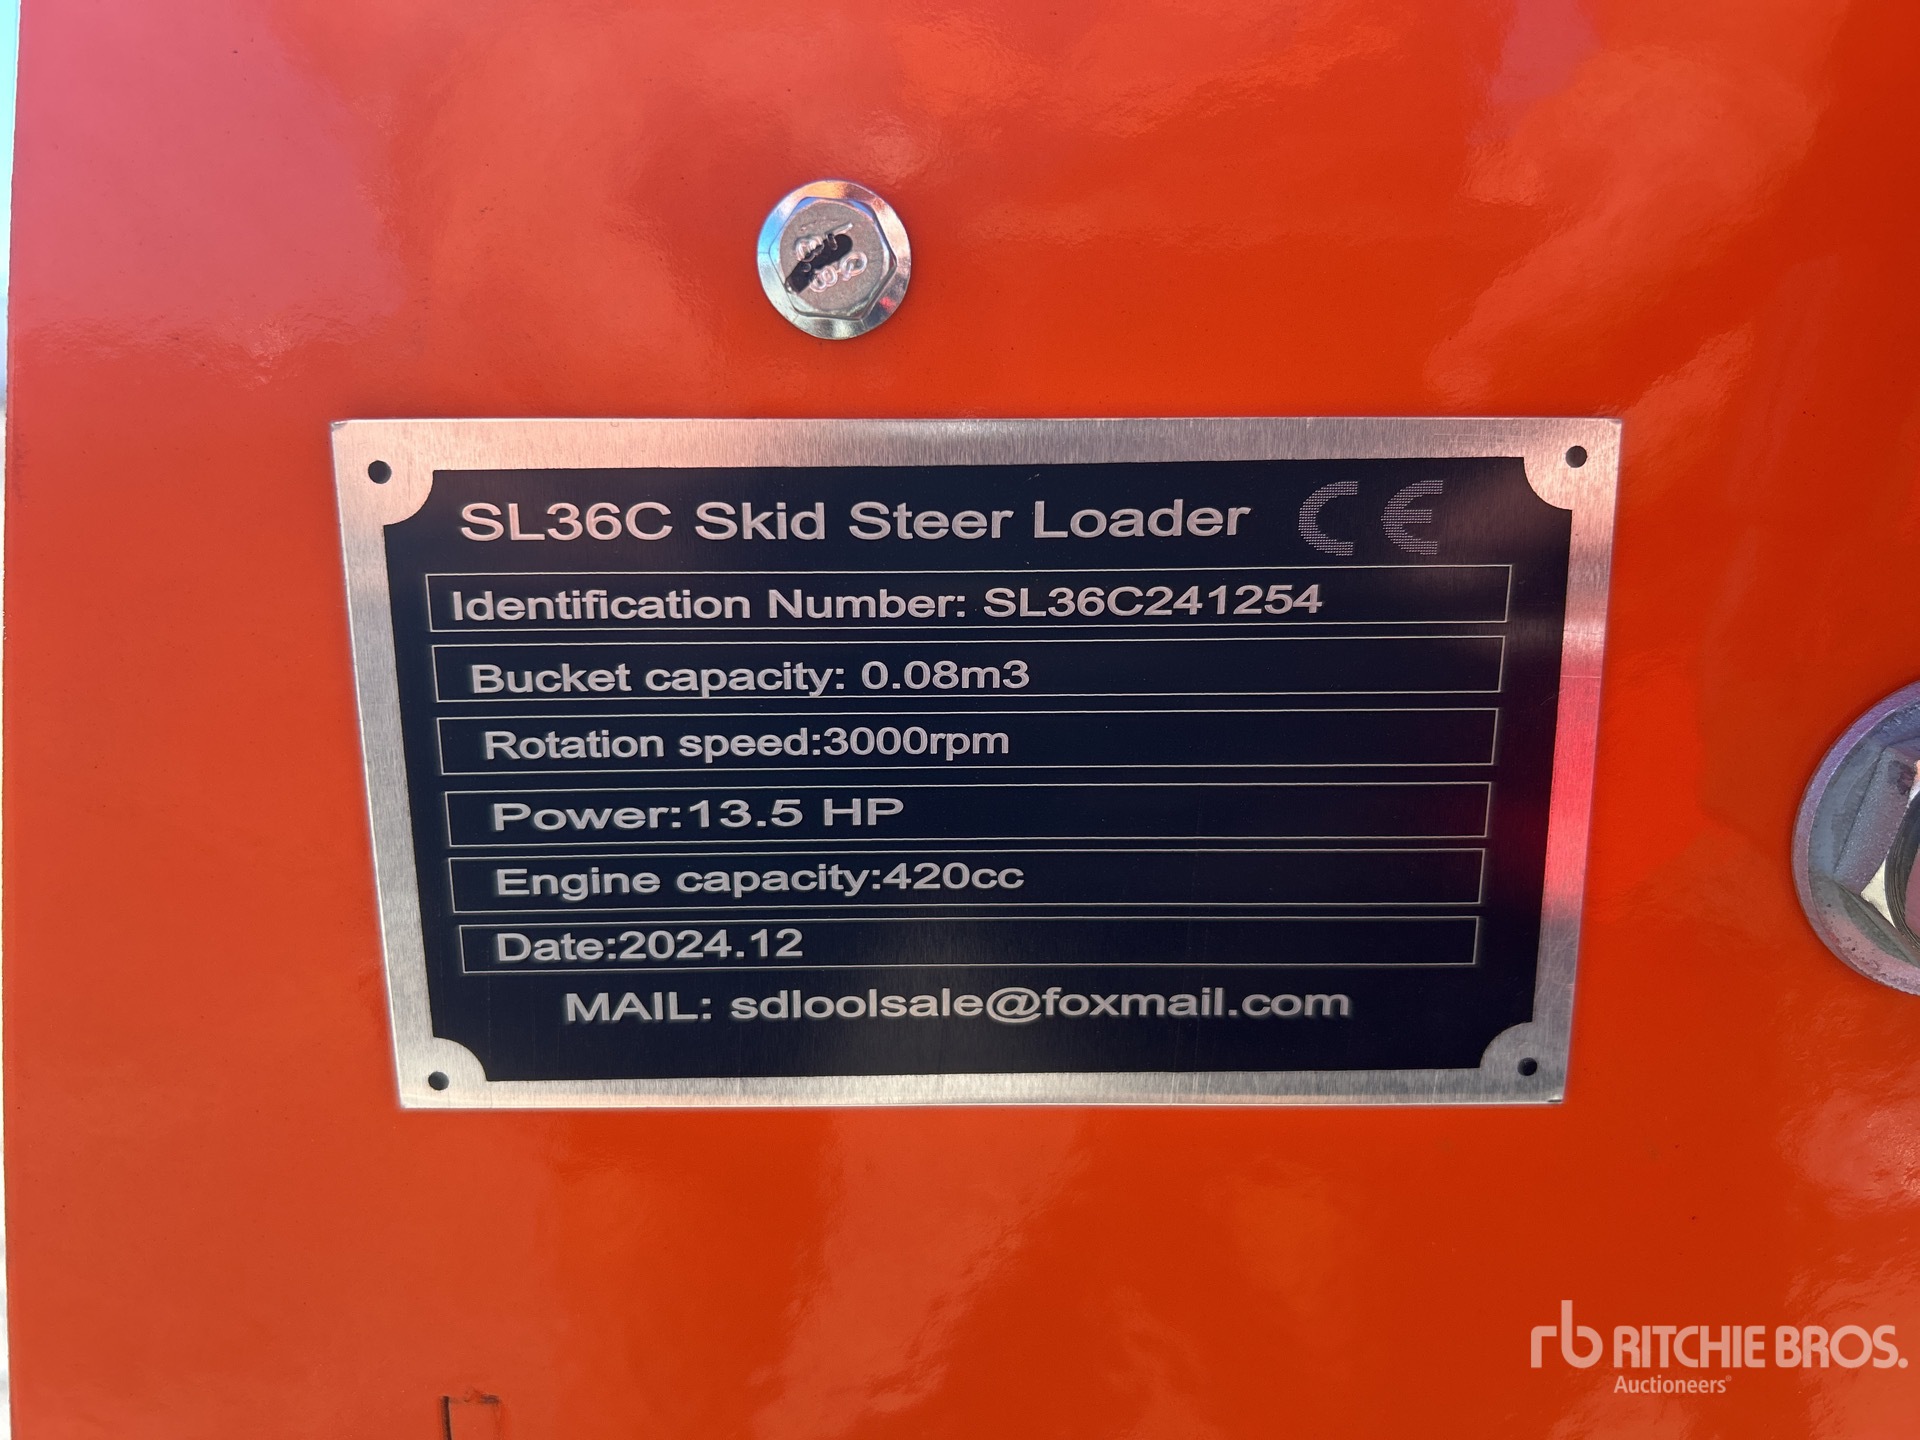 SL36C Skid Steer Loader CE
Identification Number: SL36C241254
Bucket capacity: 0.08m3
Rotation speed:3000rpm
Power:13.5 HP
Engine capacity:420cc
Date:2024.12
MAIL: sdloolsale@foxmail.com
rb RITCHIE BROS.
Auctioneers